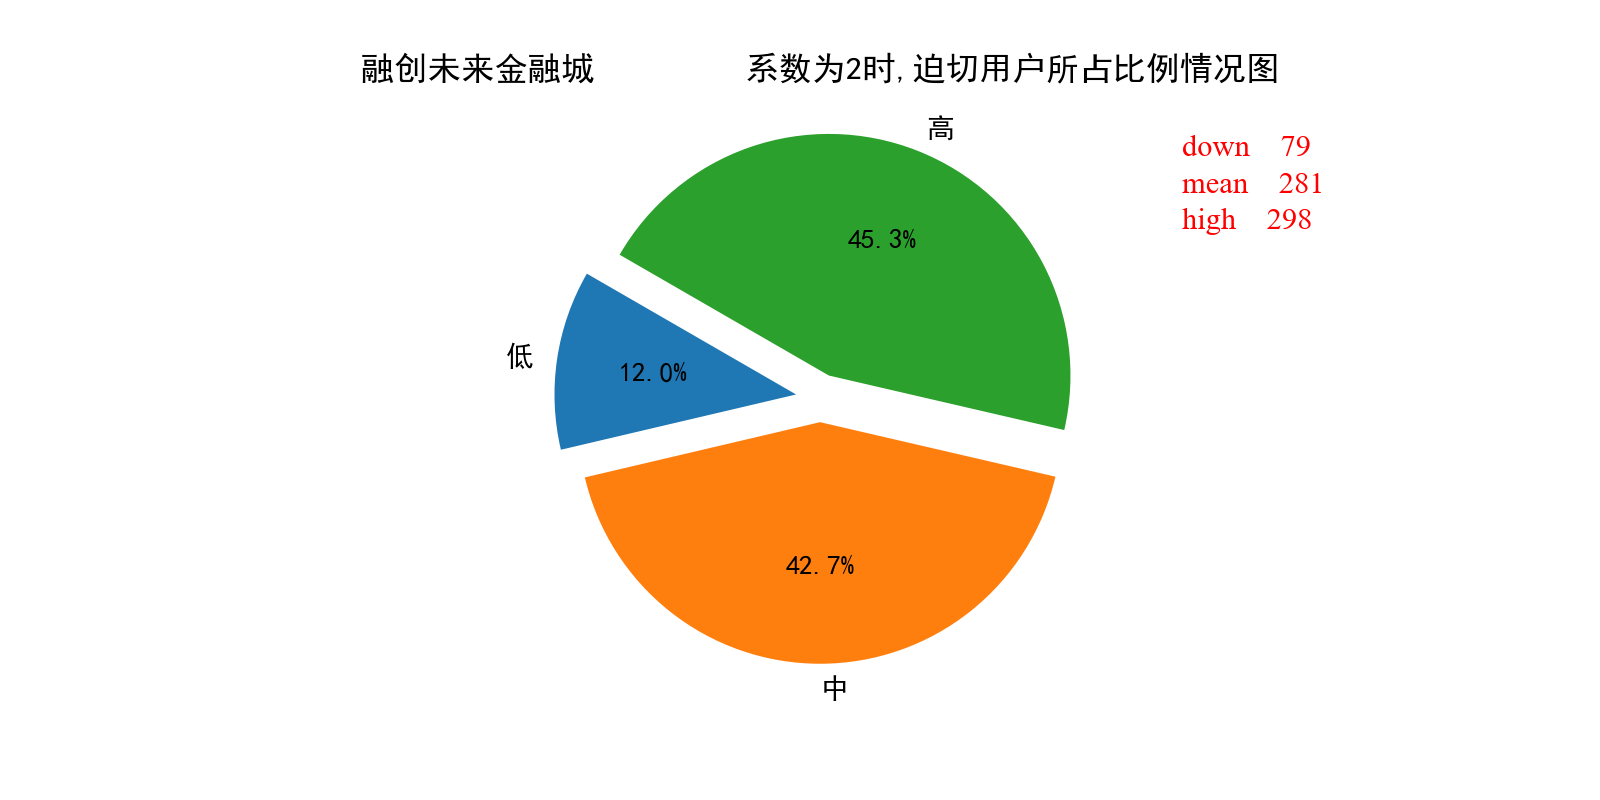 融创未来金融城 系数为2时,迫切用户所占比例情况图
高
down 79
mean 281
high 298
45.3%
低
12.0%
42.7%
中